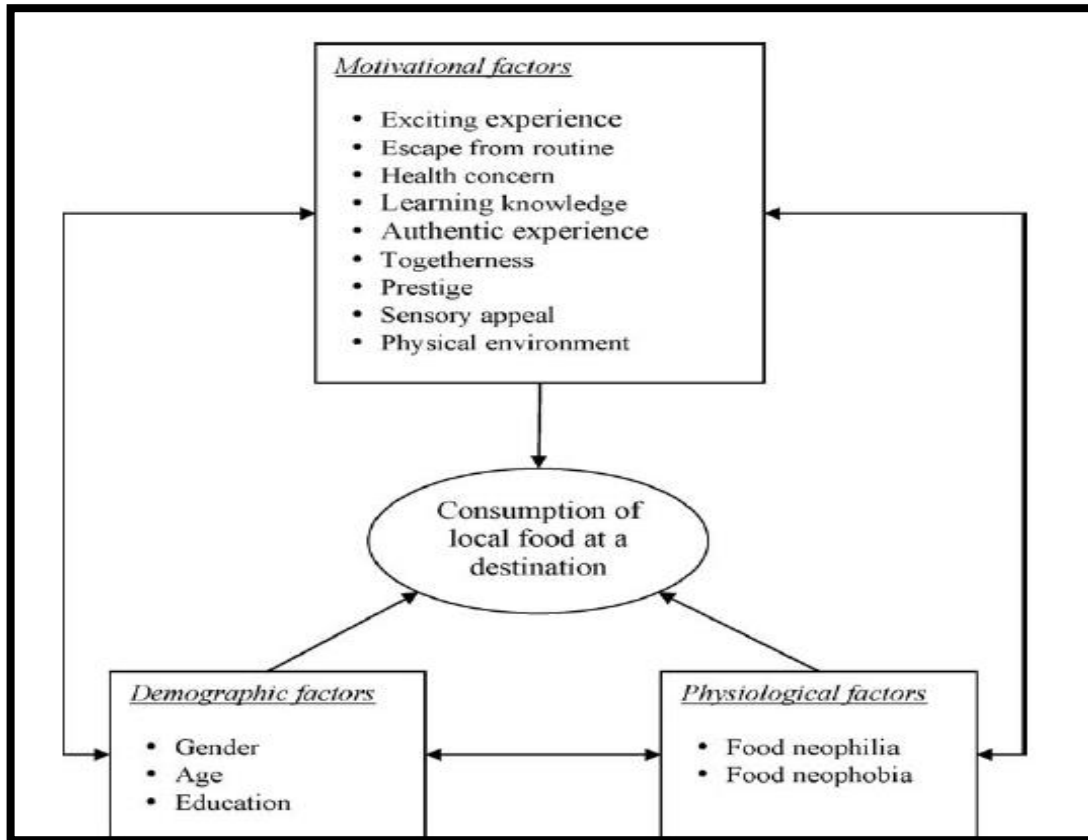 Motivational factors
• Exciting experience
• Escape from routine
• Health concern
• Learning knowledge
• Authentic experience
• Togetherness
• Prestige
• Sensory appeal
• Physical environment
Consumption of
local food at a
destination
Demographic factors
• Gender
• Age
• Education
Physiological factors
• Food neophilia
• Food neophobia